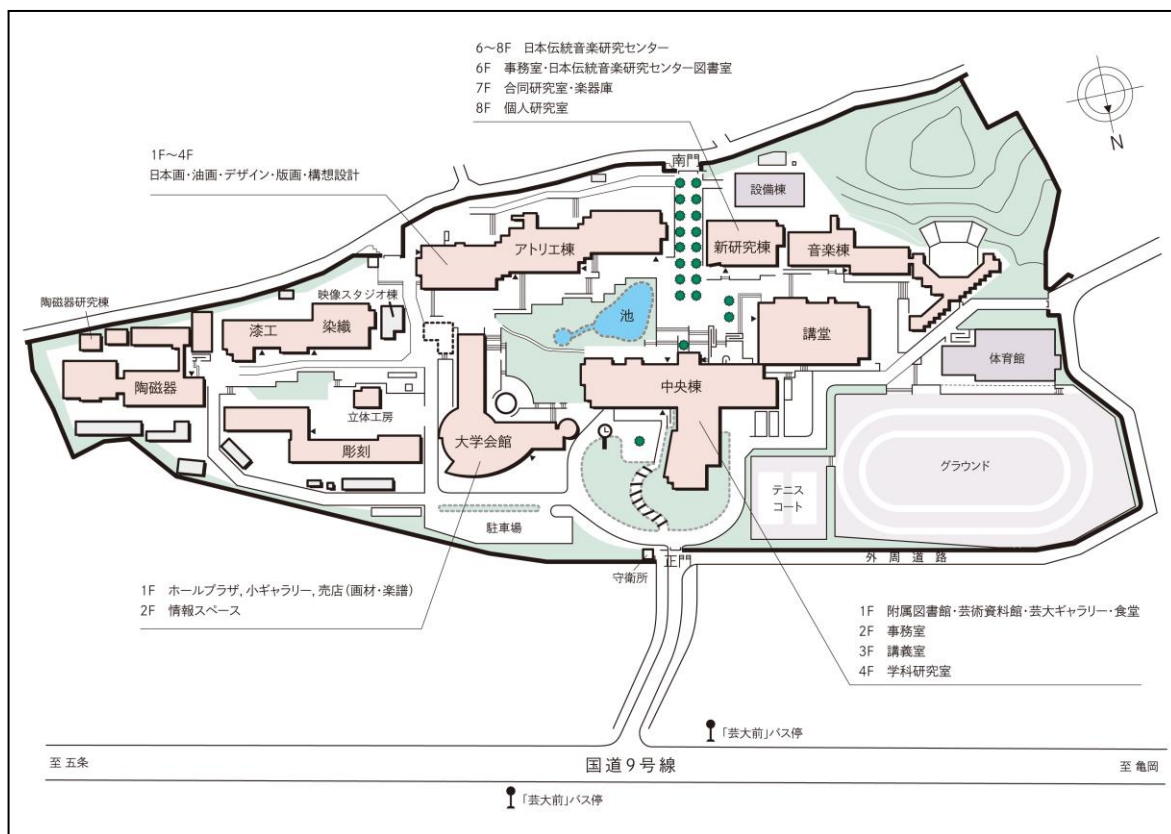 6～8F 日本伝統音楽研究センター
6F 事務室・日本伝統音楽研究センター図書室
7F 合同研究室・楽器庫
8F 個人研究室
N
1F～4F
日本画・油画・デザイン・版画・構想設計
南門
設備棟
アトリエ棟
新研究棟
音楽棟
陶磁器研究棟
映像スタジオ棟
漆工
染織
池
講堂
体育館
陶磁器
中央棟
立体工房
大学会館
彫刻
グラウンド
テニス
コート
駐車場
外周道路
正門
守衛所
1F ホールプラザ，小ギャラリー，売店（画材・楽譜）
2F 情報スペース
1F 附属図書館・芸術資料館・芸大ギャラリー・食堂
2F 事務室
3F 講義室
4F 学科研究室
「芸大前」バス停
至 五条
国道9号線
至 亀岡
「芸大前」バス停